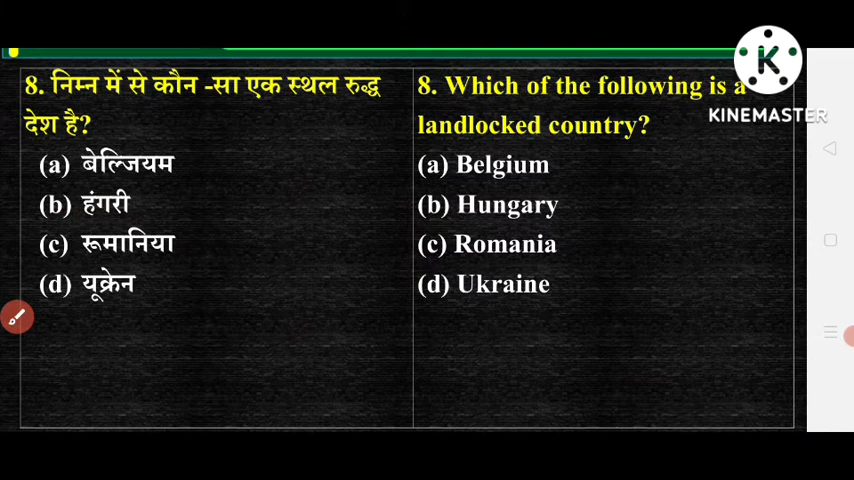 8. निम्न में से कौन -सा एक स्थल रुद्ध
देश है?
(a) बेल्जियम
(b) हंगरी
(c) रूमानिया
(d) यूक्रेन
8. Which of the following is a
landlocked country?
(a) Belgium
(b) Hungary
(c) Romania
(d) Ukraine
K
KINEMASTER